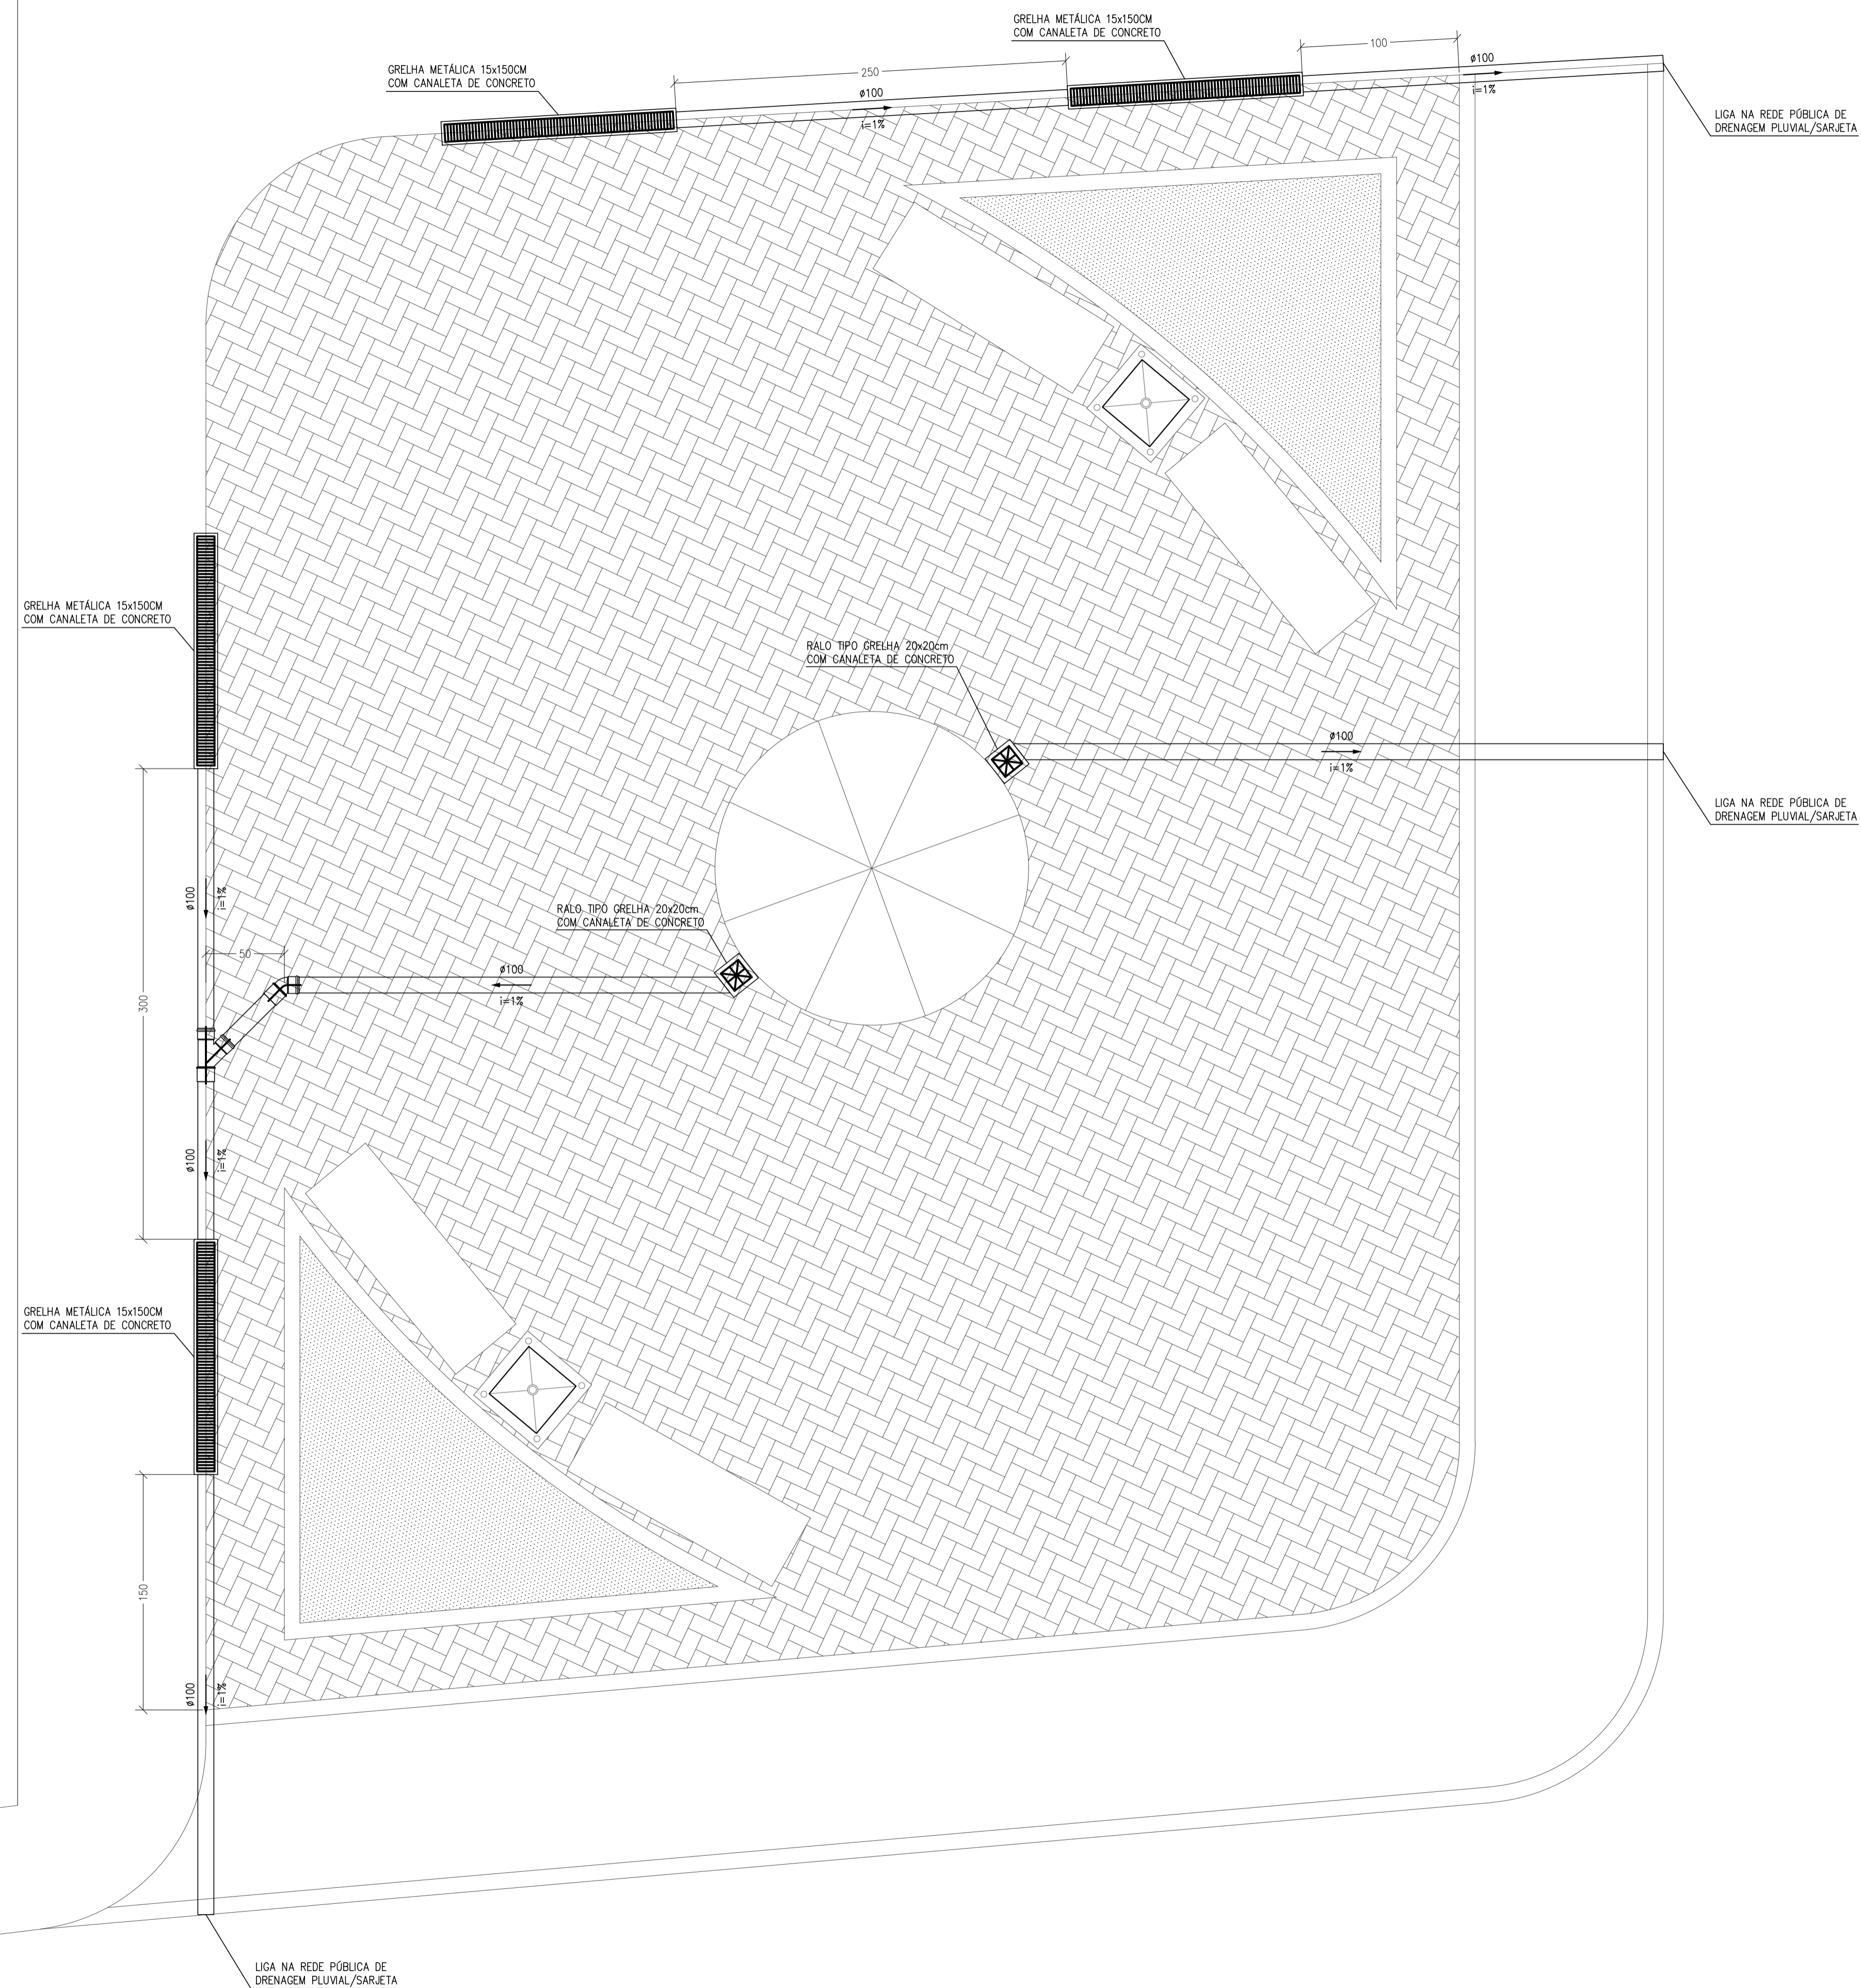 GRELHA METÁLICA 15x150CM
COM CANALETA DE CONCRETO
100
ø100
i=1%
GRELHA METÁLICA 15x150CM
COM CANALETA DE CONCRETO
250
ø100
i=1%
LIGA NA REDE PÚBLICA DE
DRENAGEM PLUVIAL/SARJETA
GRELHA METÁLICA 15x150CM
COM CANALETA DE CONCRETO
RALO TIPO GRELHA 20x20cm
COM CANALETA DE CONCRETO
ø100
i=1%
LIGA NA REDE PÚBLICA DE
DRENAGEM PLUVIAL/SARJETA
ø100
i=1%
RALO TIPO GRELHA 20x20cm
COM CANALETA DE CONCRETO
50
ø100
i=1%
300
ø100
i=1%
GRELHA METÁLICA 15x150CM
COM CANALETA DE CONCRETO
150
ø100
i=1%
LIGA NA REDE PÚBLICA DE
DRENAGEM PLUVIAL/SARJETA